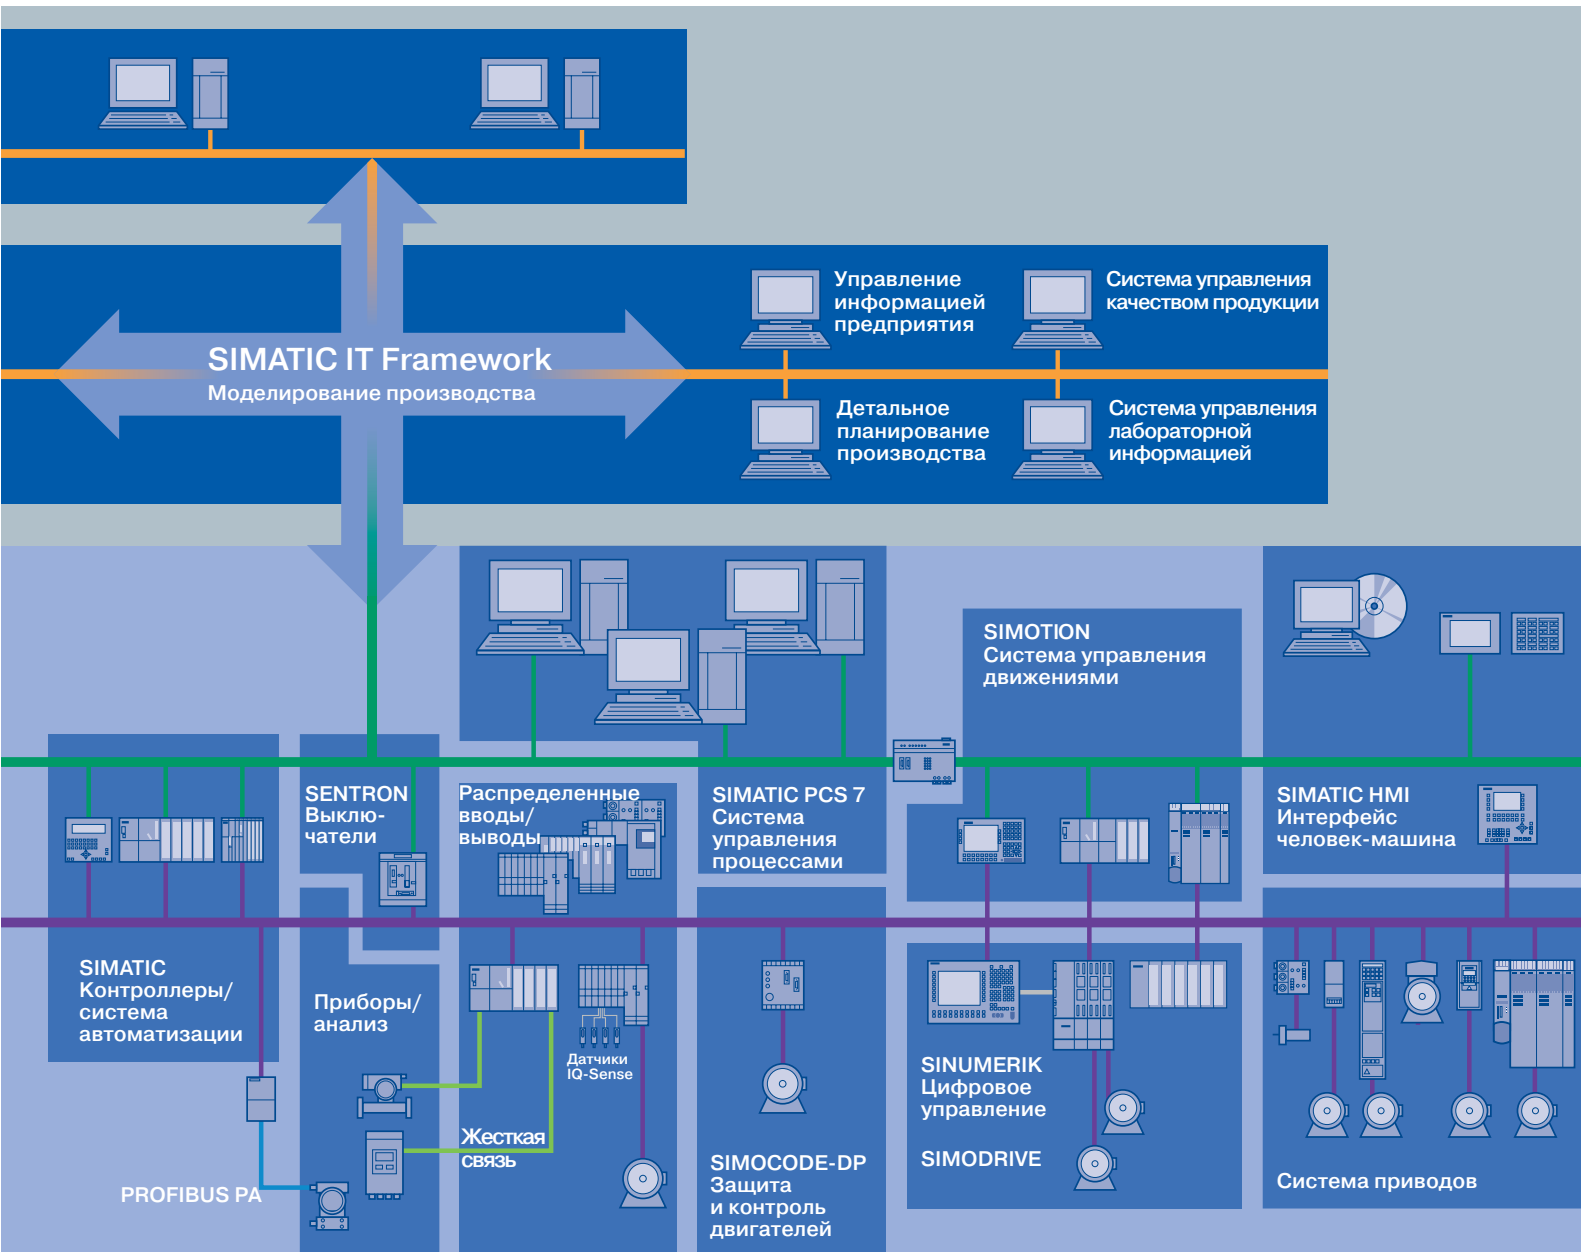 Управление
информацией
предприятия
Система управления
качеством продукции
SIMATIC IT Framework
Моделирование производства
Детальное
планирование
производства
Система управления
лабораторной
информацией
SIMOTION
Система управления
движениями
SENTRON
Выклю-
чатели
Распределенные
вводы/
выводы
SIMATIC PCS 7
Система
управления
процессами
SIMATIC HMI
Интерфейс
человек-машина
SIMATIC
Контроллеры/
система
автоматизации
Приборы/
анализ
Датчики
IQ-Sense
SINUMERIK
Цифровое
управление
Жесткая
связь
SIMODRIVE
SIMOCODE-DP
Защита
и контроль
двигателей
PROFIBUS PA
Система приводов